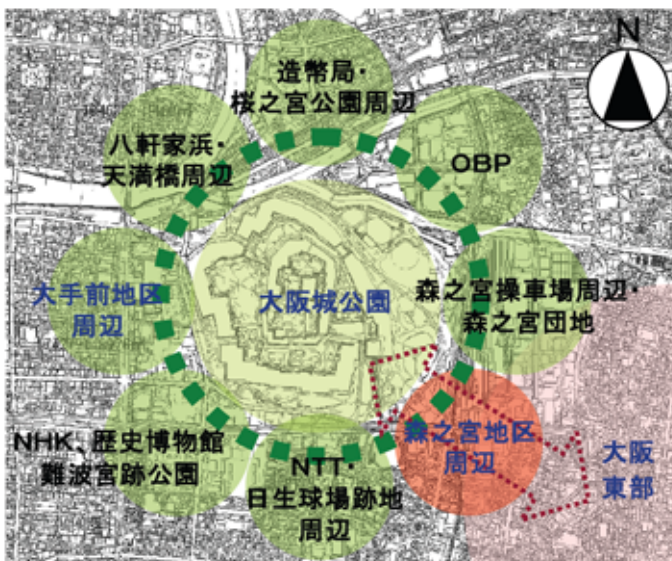 N
造幣局・
桜之宮公園周辺
八軒家浜・
天満橋周辺
OBP
大手前地区
周辺
大阪城公園
森之宮操車場周辺・
森之宮団地
NHK、歴史博物館
難波宮跡公園
NTT・
日生球場跡地
周辺
森之宮地区
周辺
大阪
東部